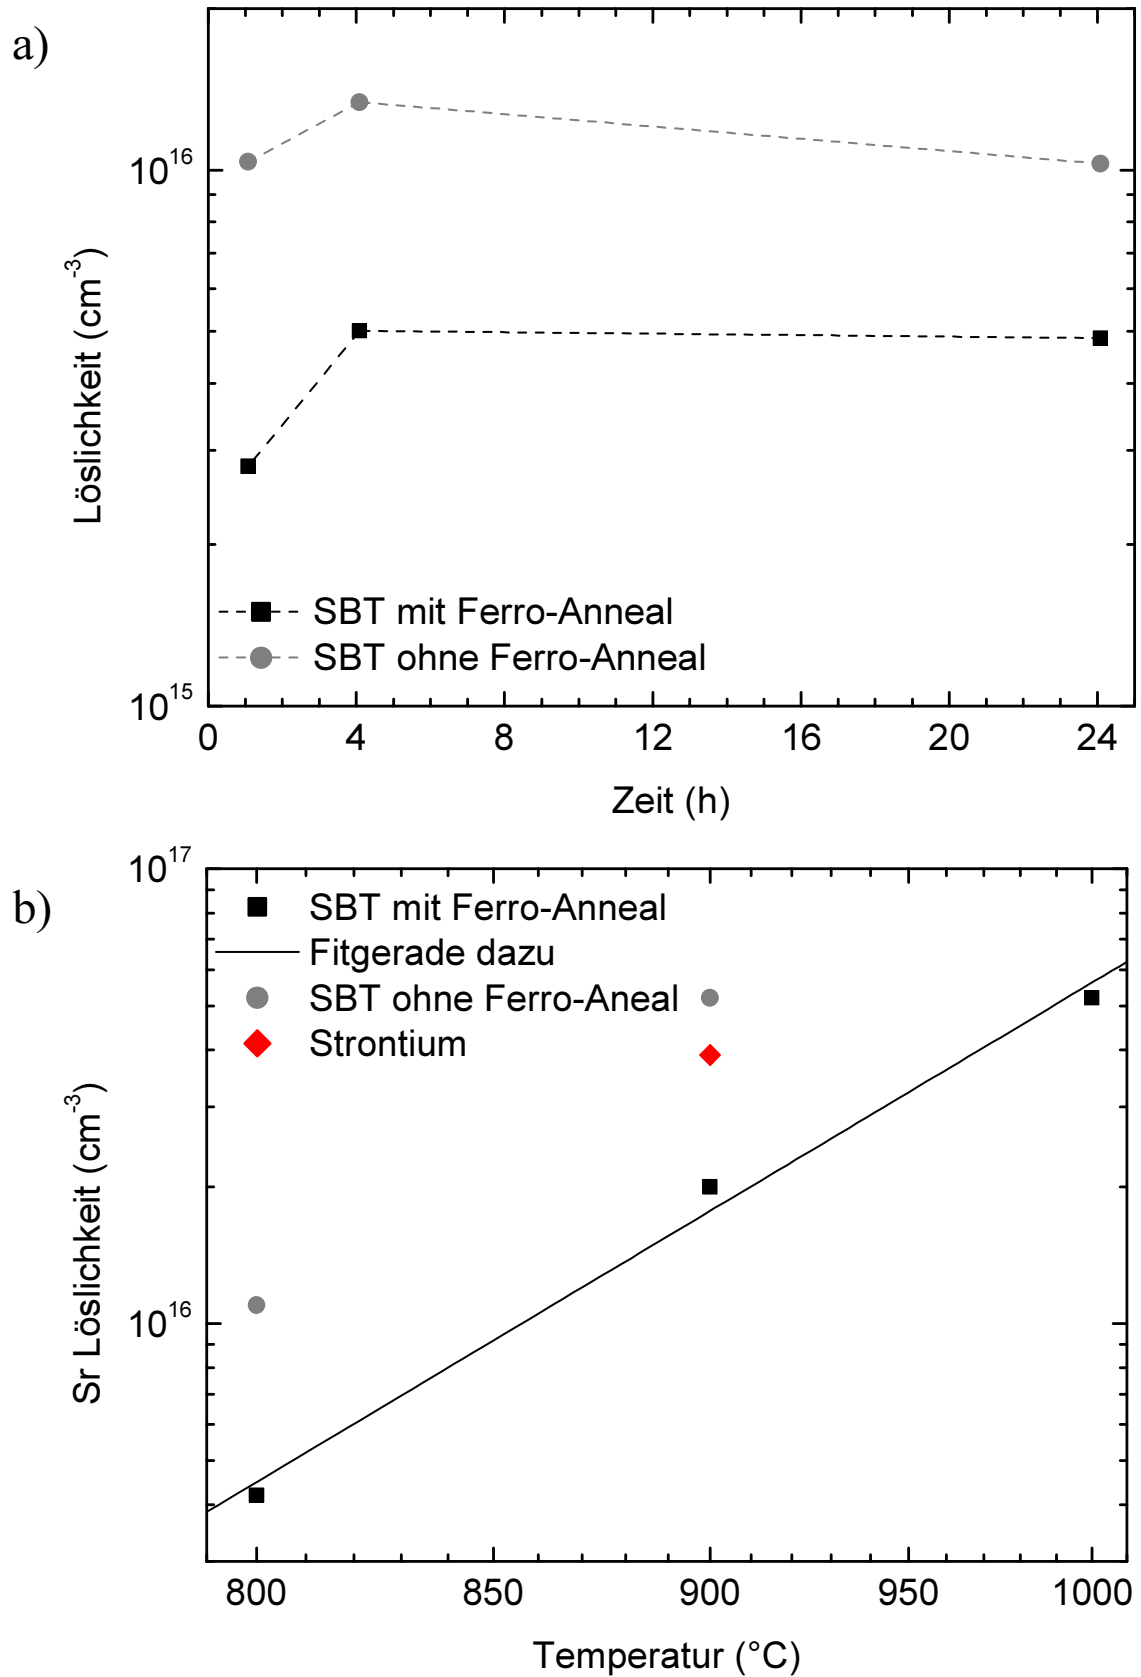 a)
10^16
10^15
Löslichkeit (cm^-3)
SBT mit Ferro-Anneal
SBT ohne Ferro-Anneal
0 4 8 12 16 20 24
Zeit (h)
b)
10^17
10^16
Sr Löslichkeit (cm^-3)
SBT mit Ferro-Anneal
Fitgerade dazu
SBT ohne Ferro-Aneal
Strontium
800 850 900 950 1000
Temperatur (°C)